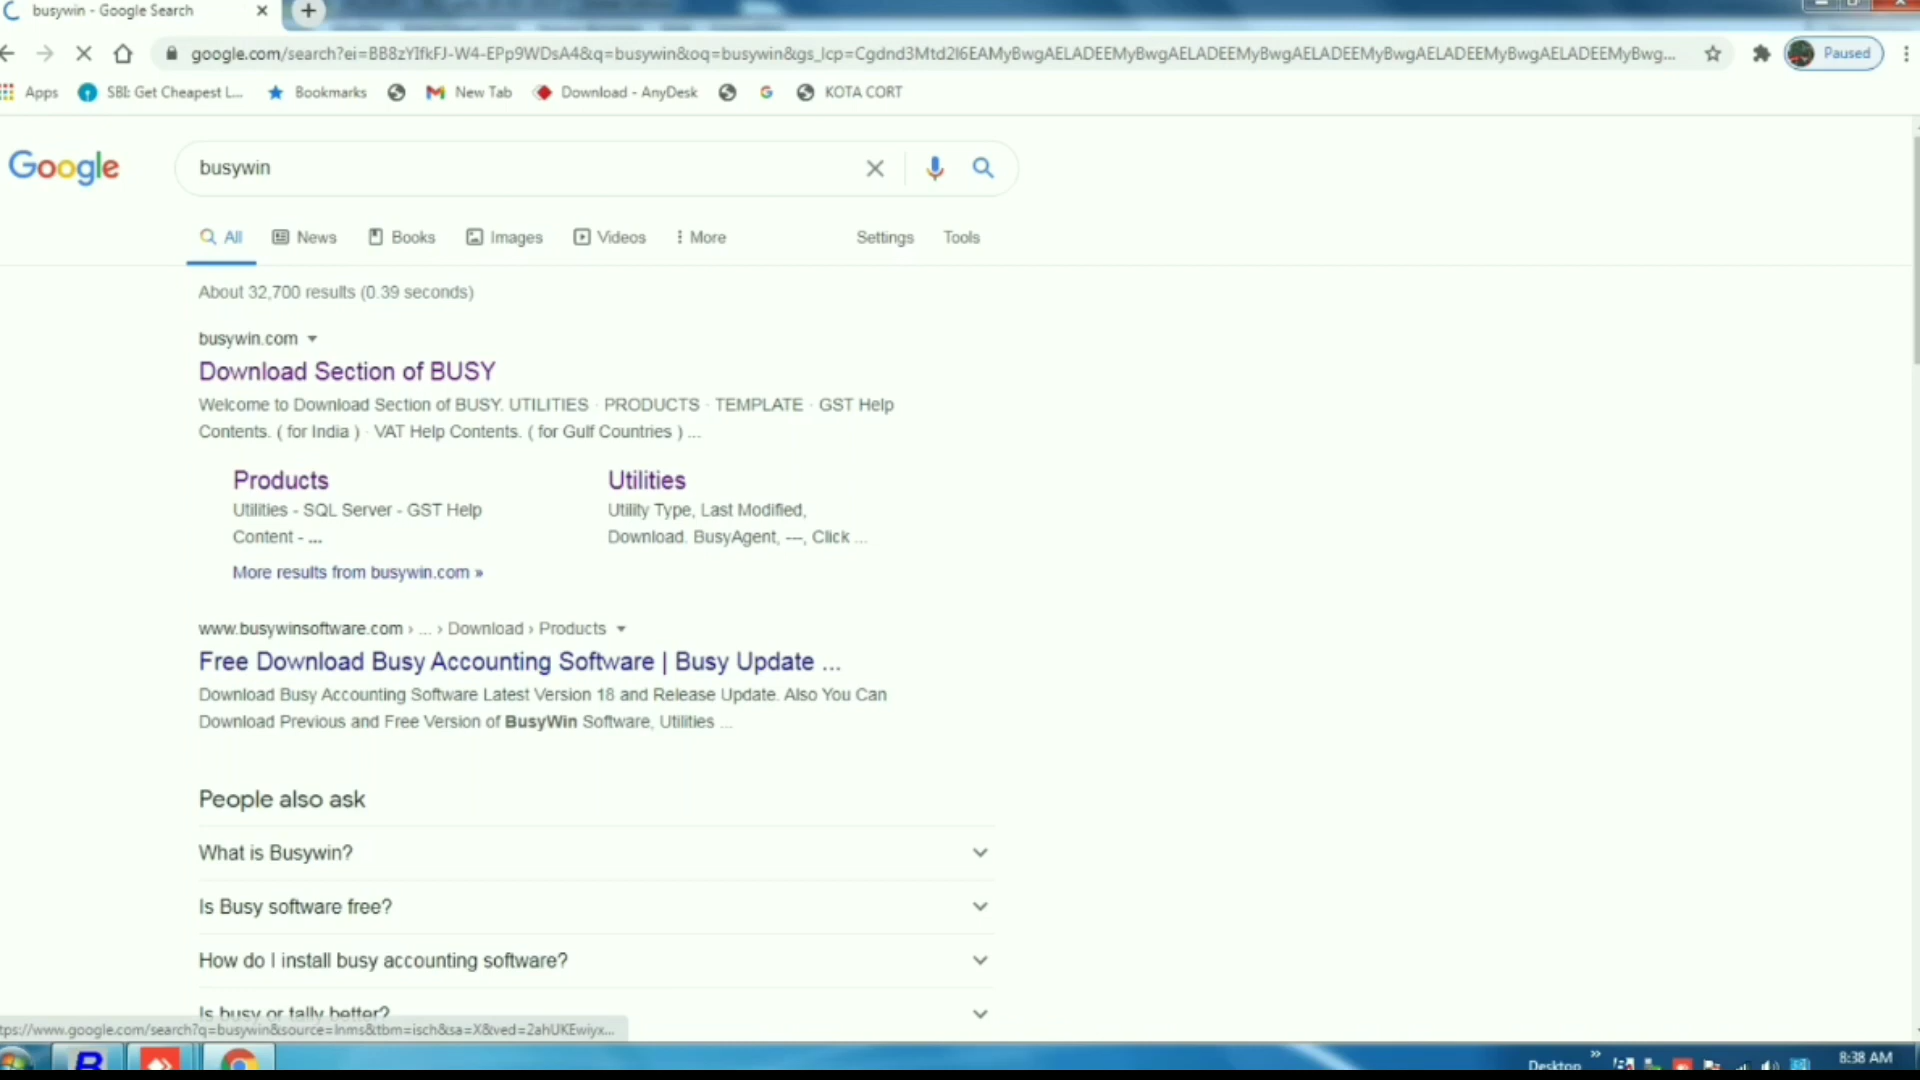 busywin - Google Search
google.com/search?ei=BB8zYIfkFJ-W4-EPp9WDsA4&q=busywin&oq=busywin&gs_lcp=Cgdnd3Mtd2l6EAMyBwgAELADEEMyBwgAELADEEMyBwgAELADEEMyBwgAELADEEMyBwgAELADEEMyBwg...
Paused
Apps SBI: Get Cheapest L... Bookmarks New Tab Download - AnyDesk KOTA CORT
Google busywin
All News Books Images Videos More Settings Tools
About 32,700 results (0.39 seconds)
busywin.com
Download Section of BUSY
Welcome to Download Section of BUSY. UTILITIES · PRODUCTS · TEMPLATE · GST Help
Contents. ( for India ) · VAT Help Contents. ( for Gulf Countries ) ...
Products Utilities
Utilities - SQL Server - GST Help Utility Type, Last Modified,
Content - ... Download. BusyAgent, ---, Click ...
More results from busywin.com »
www.busywinsoftware.com › ... › Download › Products
Free Download Busy Accounting Software | Busy Update ...
Download Busy Accounting Software Latest Version 18 and Release Update. Also You Can
Download Previous and Free Version of BusyWin Software, Utilities ...
People also ask
What is Busywin?
Is Busy software free?
How do I install busy accounting software?
Is busy or tally better?
tps://www.google.com/search?q=busywin&source=lnms&tbm=isch&sa=X&ved=2ahUKEwiyx...
B Desktop » 8:38 AM